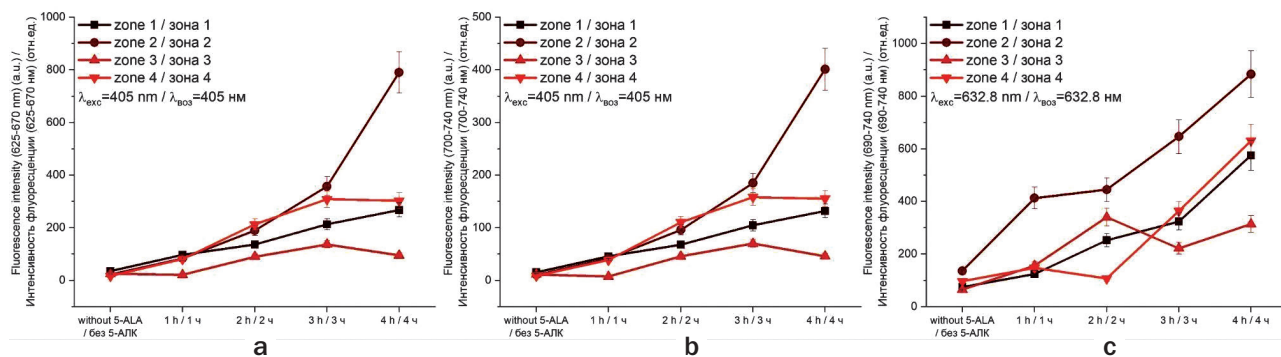 Fluorescence intensity (625-670 nm) (a.u.) /
Интенсивность флуоресценции (625-670 нм) (отн.ед.)
1000
800
600
400
200
0
zone 1 / зона 1
zone 2 / зона 2
zone 3 / зона 3
zone 4 / зона 4
λexc=405 nm / λвоз=405 нм
without 5-ALA
/ без 5-АЛК
1 h / 1 ч
2 h / 2 ч
3 h / 3 ч
4 h / 4 ч
a
Fluorescence intensity (700-740 nm) (a.u.) /
Интенсивность флуоресценции (700-740 нм) (отн.ед.)
500
400
300
200
100
0
zone 1 / зона 1
zone 2 / зона 2
zone 3 / зона 3
zone 4 / зона 4
λexc=405 nm / λвоз=405 нм
without 5-ALA
/ без 5-АЛК
1 h / 1 ч
2 h / 2 ч
3 h / 3 ч
4 h / 4 ч
b
Fluorescence intensity (690-740 nm) (a.u.) /
Интенсивность флуоресценции (690-740 нм) (отн.ед.)
1000
800
600
400
200
0
zone 1 / зона 1
zone 2 / зона 2
zone 3 / зона 3
zone 4 / зона 4
λexc=632.8 nm / λвоз=632.8 нм
without 5-ALA
/ без 5-АЛК
1 h / 1 ч
2 h / 2 ч
3 h / 3 ч
4 h / 4 ч
c